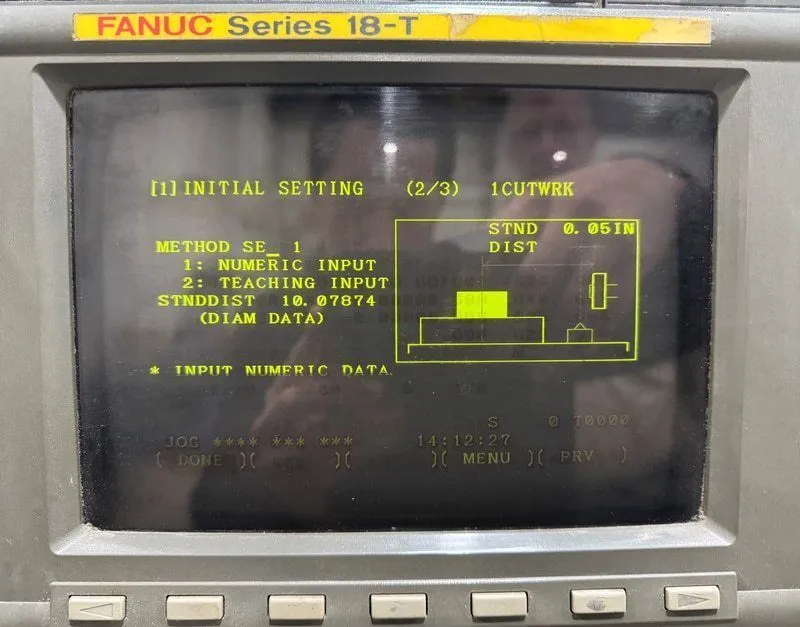 FANUC Series 18-T
[1] INITIAL SETTING (2/3) 1CUTWRK
STND 0.05IN
DIST
METHOD SE_ 1
1: NUMERIC INPUT
2: TEACHING INPUT
STNDDIST 10.07874
(DIAM DATA)
* INPUT NUMERIC DATA.
S 0 T0000
JOG **** *** *** 14:12:27
( DONE )( )( )( MENU )( PRV )